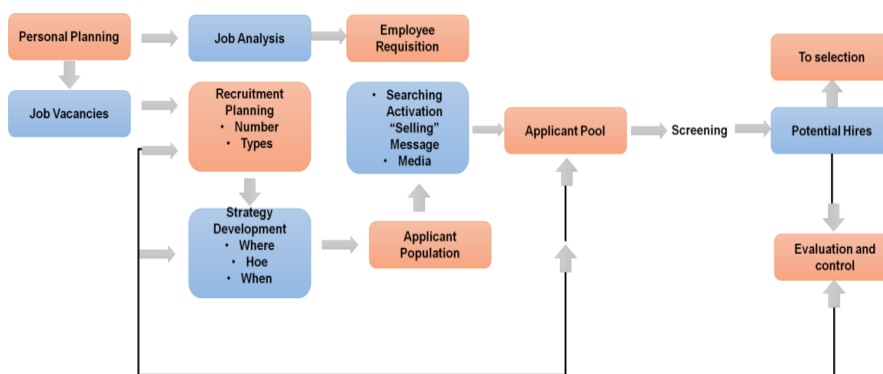 Personal Planning
Job Analysis
Employee
Requisition
To selection
Job Vacancies
Recruitment
Planning
• Number
• Types
• Searching
Activation
“Selling”
Message
• Media
Applicant Pool
Screening
Potential Hires
Strategy
Development
• Where
• Hoe
• When
Applicant
Population
Evaluation and
control